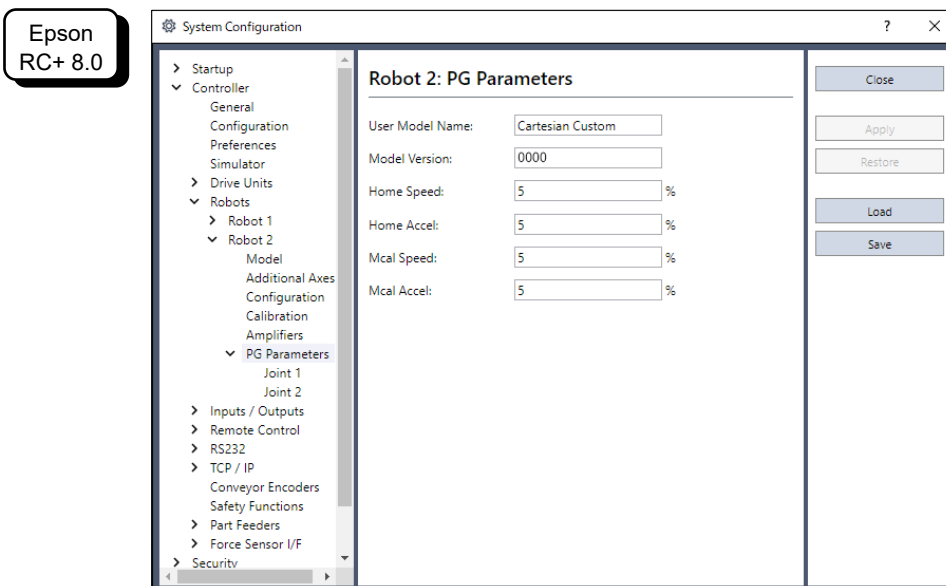 Epson
RC+ 8.0
System Configuration
?
Startup
Controller
General
Configuration
Preferences
Simulator
Drive Units
Robots
Robot 1
Robot 2
Model
Additional Axes
Configuration
Calibration
Amplifiers
PG Parameters
Joint 1
Joint 2
Inputs / Outputs
Remote Control
RS232
TCP / IP
Conveyor Encoders
Safety Functions
Part Feeders
Force Sensor I/F
Security
Robot 2: PG Parameters
User Model Name: Cartesian Custom
Model Version: 0000
Home Speed: 5 %
Home Accel: 5 %
Mcal Speed: 5 %
Mcal Accel: 5 %
Close
Apply
Restore
Load
Save